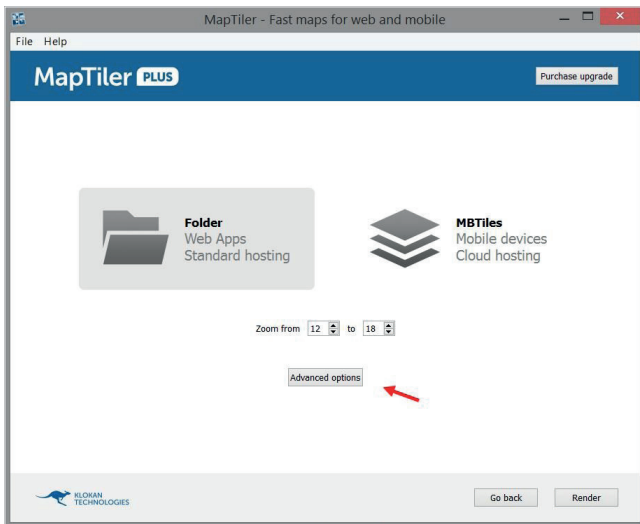 MapTiler - Fast maps for web and mobile
File Help
MapTiler PLUS
Purchase upgrade
Folder
Web Apps
Standard hosting
MBTiles
Mobile devices
Cloud hosting
Zoom from 12 to 18
Advanced options
KLOKAN
TECHNOLOGIES
Go back Render